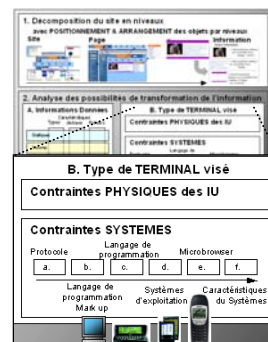 1. Décomposition du site en niveaux
avec POSITIONNEMENT & ARRANGEMENT des objets par niveaux
Site Page Information
2. Analyse des possibilités de transformation de l'information
A. Informations Données B. Type de TERMINAL visé
Caractéristiques
Contraintes PHYSIQUES des IU
Contraintes SYSTEMES
Langage de
B. Type de TERMINAL visé
Contraintes PHYSIQUES des IU
Contraintes SYSTEMES
Langage de
Protocole programmation Microbrowser
a. b. c. d. e. f.
Langage de Systèmes Caractéristiques
programmation d'exploitation du Systèmes
Mark up